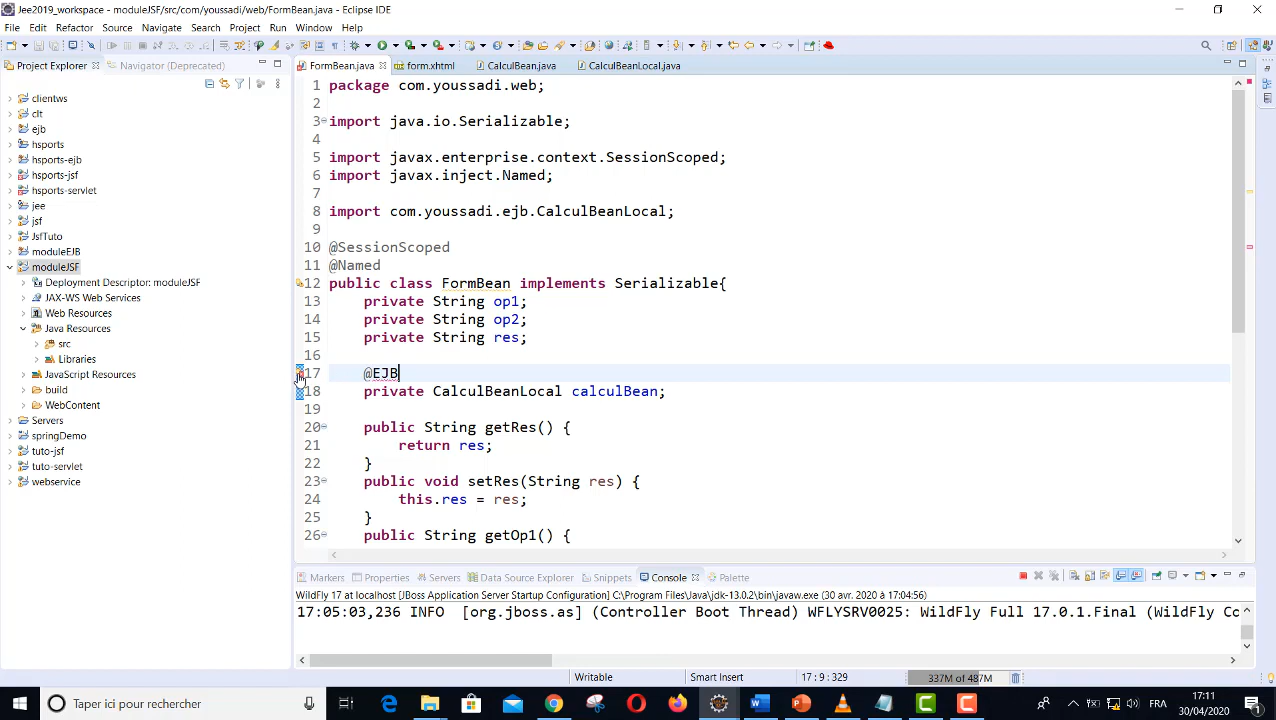 Jee2019_workspace - moduleJSF/src/com/youssadi/web/FormBean.java - Eclipse IDE
File Edit Refactor Source Navigate Search Project Run Window Help
Project Explorer
Navigator (Deprecated)
FormBean.java
form.xhtml
CalculBean.java
CalculBeanLocal.java
clientws
clt
ejb
hsports
hsports-ejb
hsports-jsf
hsports-servlet
jee
jsf
JsfTuto
moduleEJB
moduleJSF
Deployment Descriptor: moduleJSF
JAX-WS Web Services
Web Resources
Java Resources
src
Libraries
JavaScript Resources
build
WebContent
Servers
springDemo
tuto-jsf
tuto-servlet
webservice
1 package com.youssadi.web;
2
3 import java.io.Serializable;
4
5 import javax.enterprise.context.SessionScoped;
6 import javax.inject.Named;
7
8 import com.youssadi.ejb.CalculBeanLocal;
9
10 @SessionScoped
11 @Named
12 public class FormBean implements Serializable{
13 private String op1;
14 private String op2;
15 private String res;
16
17 @EJB
18 private CalculBeanLocal calculBean;
19
20 public String getRes() {
21 return res;
22 }
23 public void setRes(String res) {
24 this.res = res;
25 }
26 public String getOp1() {
Markers Properties Servers Data Source Explorer Snippets Console Palette
WildFly 17 at localhost [JBoss Application Server Startup Configuration] C:\Program Files\Java\jdk-13.0.2\bin\javaw.exe (30 avr. 2020 à 17:04:56)
17:05:03,236 INFO [org.jboss.as] (Controller Boot Thread) WFLYSRV0025: WildFly Full 17.0.1.Final (WildFly Co
Writable
Smart Insert
17 : 9 : 329
337M of 487M
Taper ici pour rechercher
FRA
17:11
30/04/2020